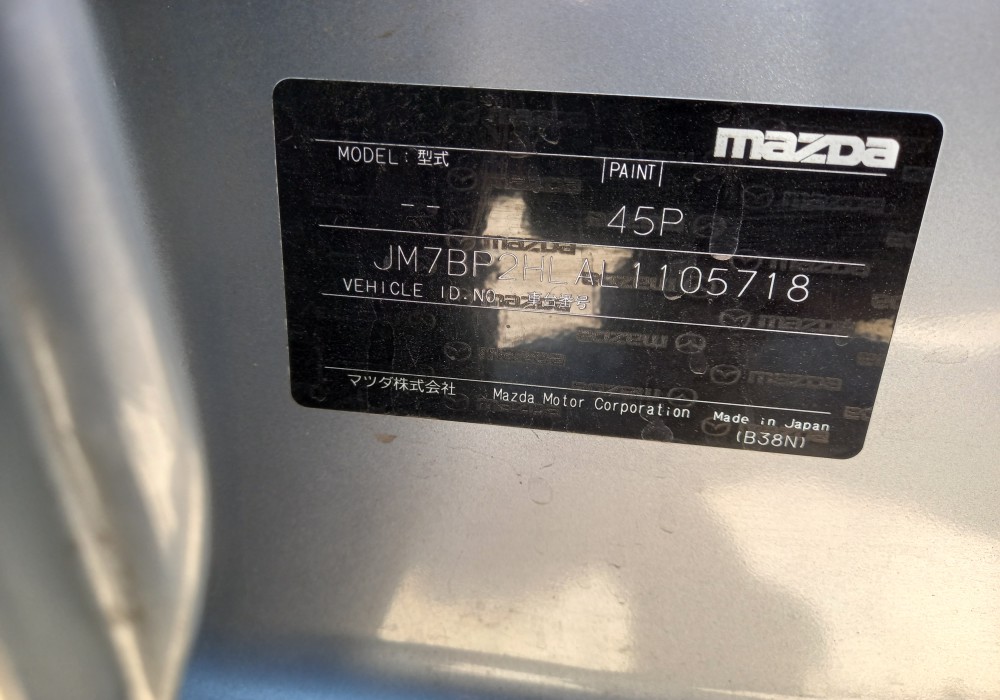 mazda
MODEL : 型式
PAINT
-- 45P
JM7BP2HLAL1105718
VEHICLE ID.NO. 車台番号
マツダ株式会社 Mazda Motor Corporation Made in Japan
(B38N)